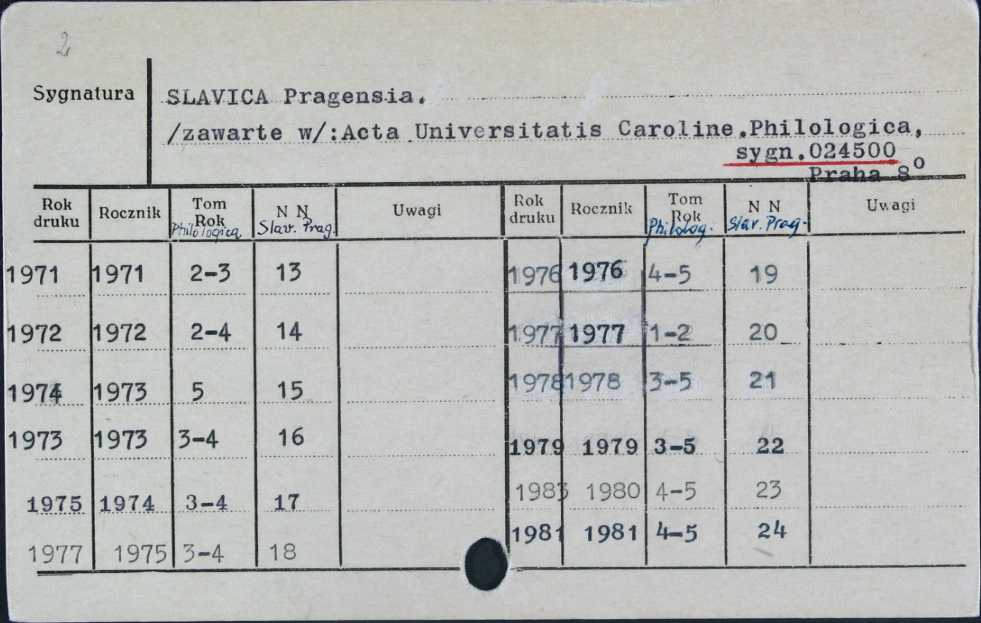 2
Sygnatura SLAVICA Pragensia.
/zawarte w/:Acta Universitatis Caroline.Philologica,
sygn.024500
Praha 8º
Rok druku Rocznik Tom Rok Philologica N N Slav. Prag. Uwagi Rok druku Rocznik Tom Rok Philolog. N N Slav. Prag. Uwagi
1971 1971 2-3 13 1976 1976 4-5 19
1972 1972 2-4 14 1977 1977 1-2 20
1974 1973 5 15 1978 1978 3-5 21
1973 1973 3-4 16 1979 1979 3-5 22
1975 1974 3-4 17 1983 1980 4-5 23
1977 1975 3-4 18 1981 1981 4-5 24